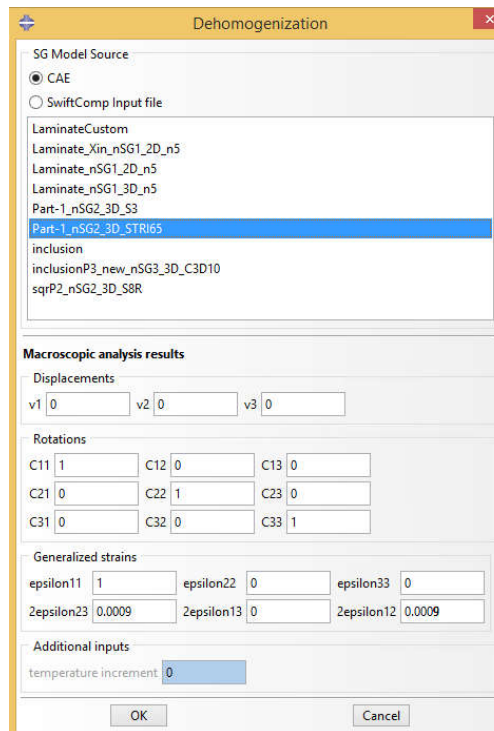 Dehomogenization
SG Model Source
CAE
SwiftComp Input file
LaminateCustom
Laminate_Xin_nSG1_2D_n5
Laminate_nSG1_2D_n5
Laminate_nSG1_3D_n5
Part-1_nSG2_3D_S3
Part-1_nSG2_3D_STRI65
inclusion
inclusionP3_new_nSG3_3D_C3D10
sqrP2_nSG2_3D_S8R
Macroscopic analysis results
Displacements
v1 0 v2 0 v3 0
Rotations
C11 1 C12 0 C13 0
C21 0 C22 1 C23 0
C31 0 C32 0 C33 1
Generalized strains
epsilon11 1 epsilon22 0 epsilon33 0
2epsilon23 0.0009 2epsilon13 0 2epsilon12 0.0009
Additional inputs
temperature increment 0
OK Cancel